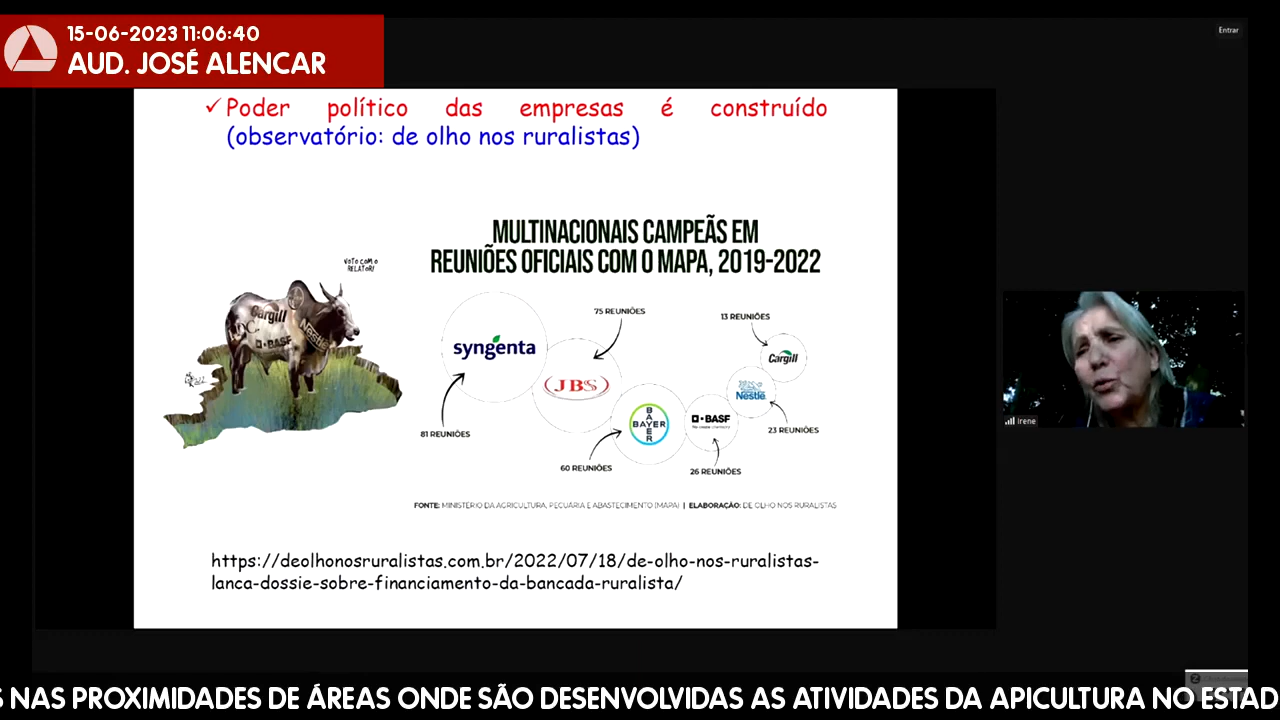 15-06-2023 11:06:40
AUD. JOSÉ ALENCAR
Entrar
✓ Poder político das empresas é construído
(observatório: de olho nos ruralistas)
MULTINACIONAIS CAMPEÃS EM
REUNIÕES OFICIAIS COM O MAPA, 2019-2022
VOTO COM O
RELATOR!
Cargill
Nestlé
BASF
75 REUNIÕES
13 REUNIÕES
syngenta
JBS
Cargill
BAYER
BAYER
BASF
Nestlé
81 REUNIÕES
23 REUNIÕES
60 REUNIÕES
26 REUNIÕES
FONTE: MINISTÉRIO DA AGRICULTURA, PECUÁRIA E ABASTECIMENTO (MAPA) | ELABORAÇÃO: DE OLHO NOS RURALISTAS
https://deolhonosruralistas.com.br/2022/07/18/de-olho-nos-ruralistas-
lanca-dossie-sobre-financiamento-da-bancada-ruralista/
Irene
S NAS PROXIMIDADES DE ÁREAS ONDE SÃO DESENVOLVIDAS AS ATIVIDADES DA APICULTURA NO ESTAD